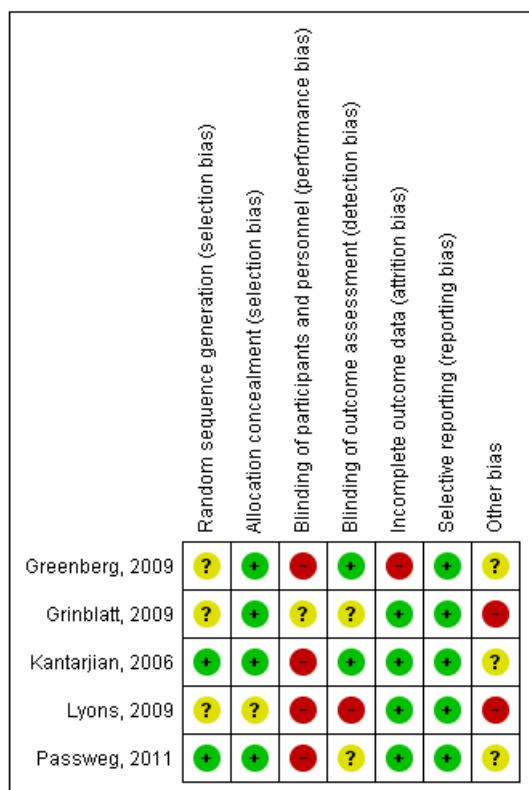 Random sequence generation (selection bias)
Allocation concealment (selection bias)
Blinding of participants and personnel (performance bias)
Blinding of outcome assessment (detection bias)
Incomplete outcome data (attrition bias)
Selective reporting (reporting bias)
Other bias
Greenberg, 2009 ? + - + - + ?
Grinblatt, 2009 ? + ? ? + + -
Kantarjian, 2006 + + - + + + ?
Lyons, 2009 ? ? - - + + -
Passweg, 2011 + + - ? + + ?